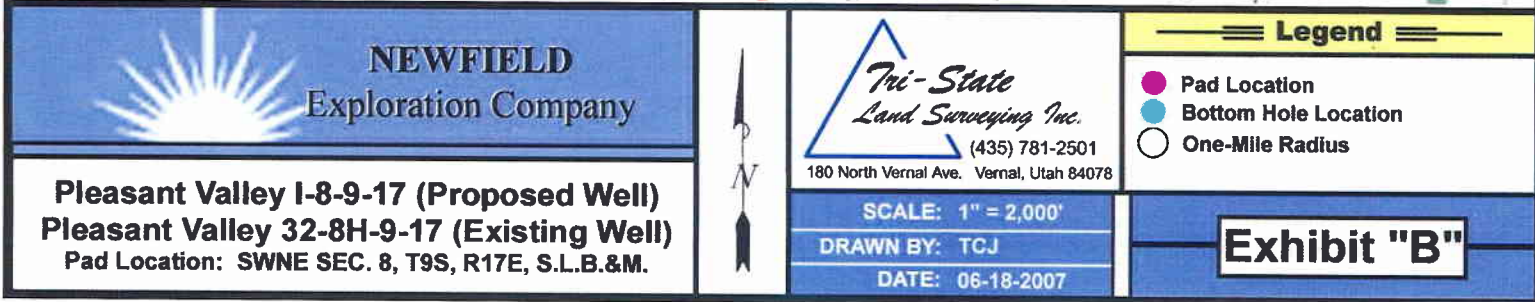 NEWFIELD
Exploration Company
Pleasant Valley I-8-9-17 (Proposed Well)
Pleasant Valley 32-8H-9-17 (Existing Well)
Pad Location: SWNE SEC. 8, T9S, R17E, S.L.B.&M.
N
Tri-State
Land Surveying Inc.
(435) 781-2501
180 North Vernal Ave. Vernal, Utah 84078
SCALE: 1" = 2,000'
DRAWN BY: TCJ
DATE: 06-18-2007
Legend
Pad Location
Bottom Hole Location
One-Mile Radius
Exhibit "B"